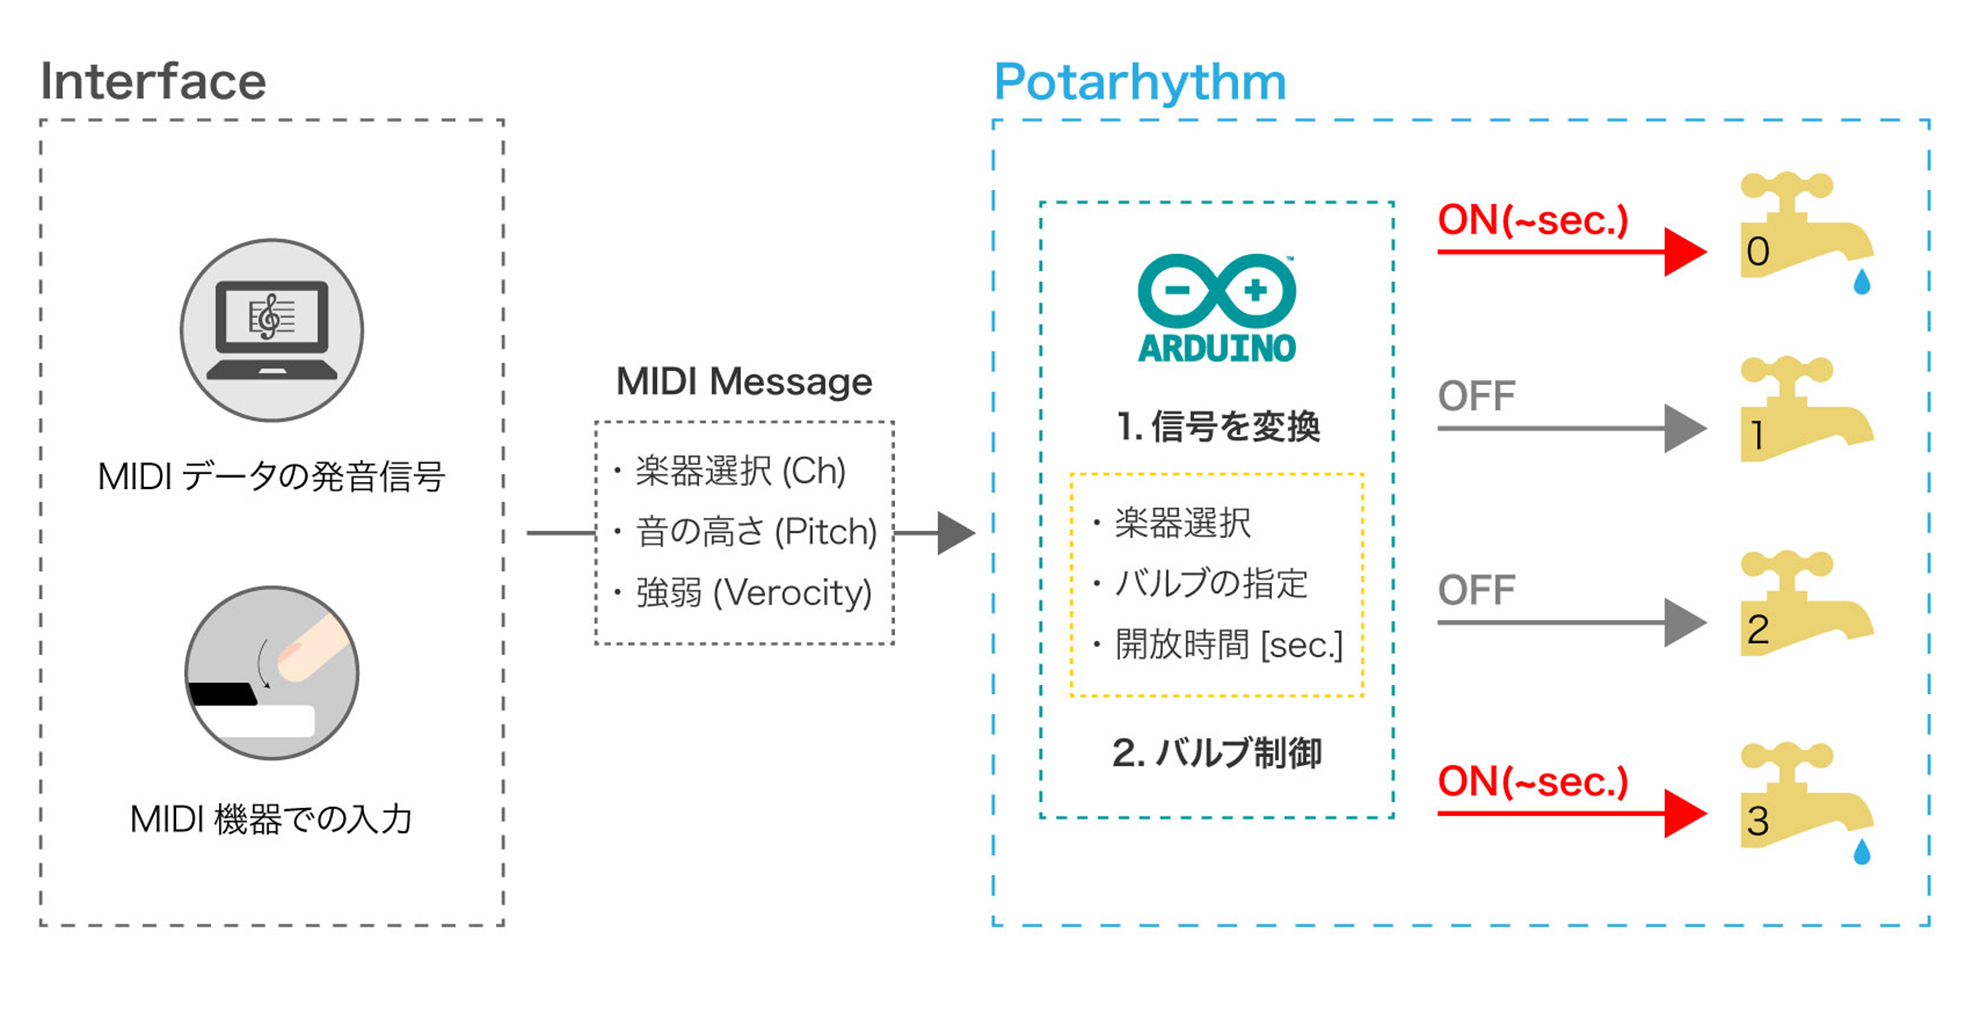 Interface
MIDI データの発音信号
MIDI 機器での入力
MIDI Message
・楽器選択 (Ch)
・音の高さ (Pitch)
・強弱 (Verocity)
Potarhythm
ARDUINO
TM
1. 信号を変換
・楽器選択
・バルブの指定
・開放時間 [sec.]
2. バルブ制御
ON(~sec.)
0
OFF
1
OFF
2
ON(~sec.)
3